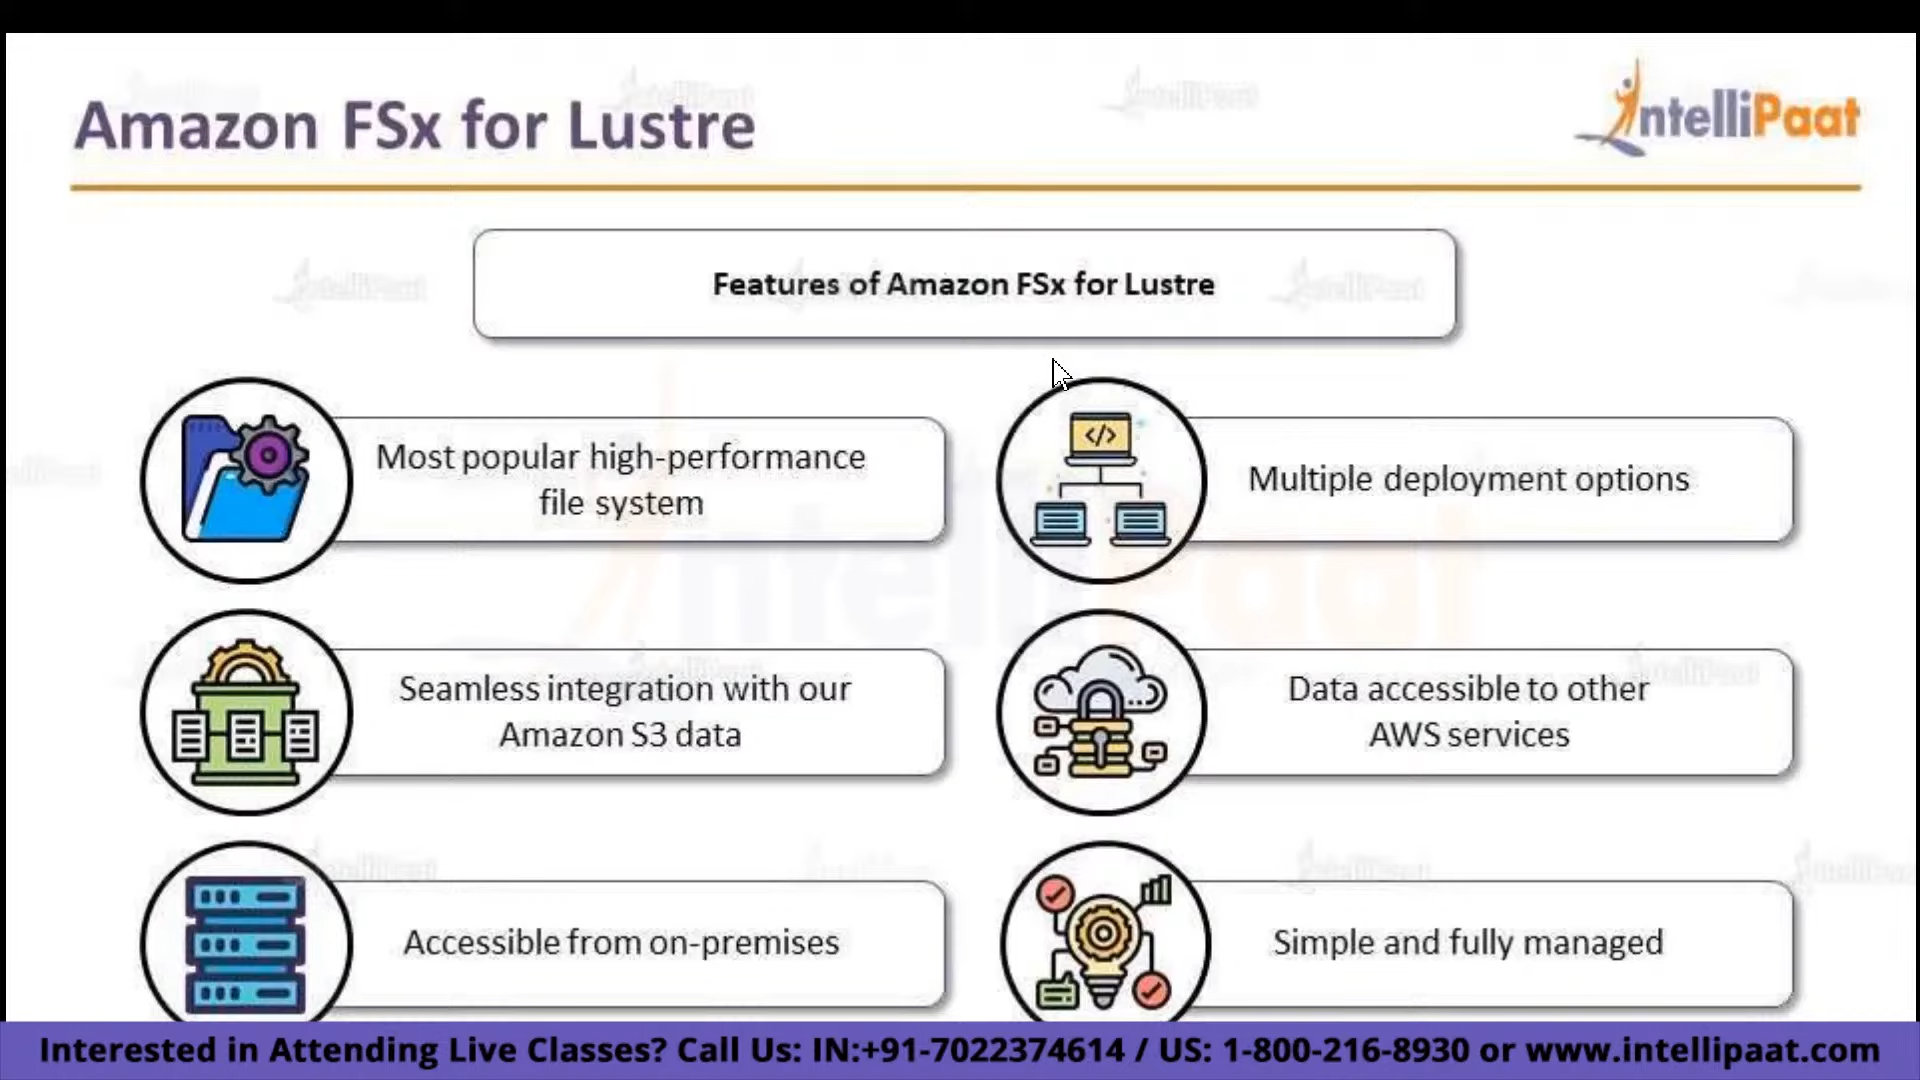 Amazon FSx for Lustre
IntelliPaat
Features of Amazon FSx for Lustre
Most popular high-performance
file system
Multiple deployment options
</>
Seamless integration with our
Amazon S3 data
Data accessible to other
AWS services
Accessible from on-premises
Simple and fully managed
Interested in Attending Live Classes? Call Us: IN:+91-7022374614 / US: 1-800-216-8930 or www.intellipaat.com